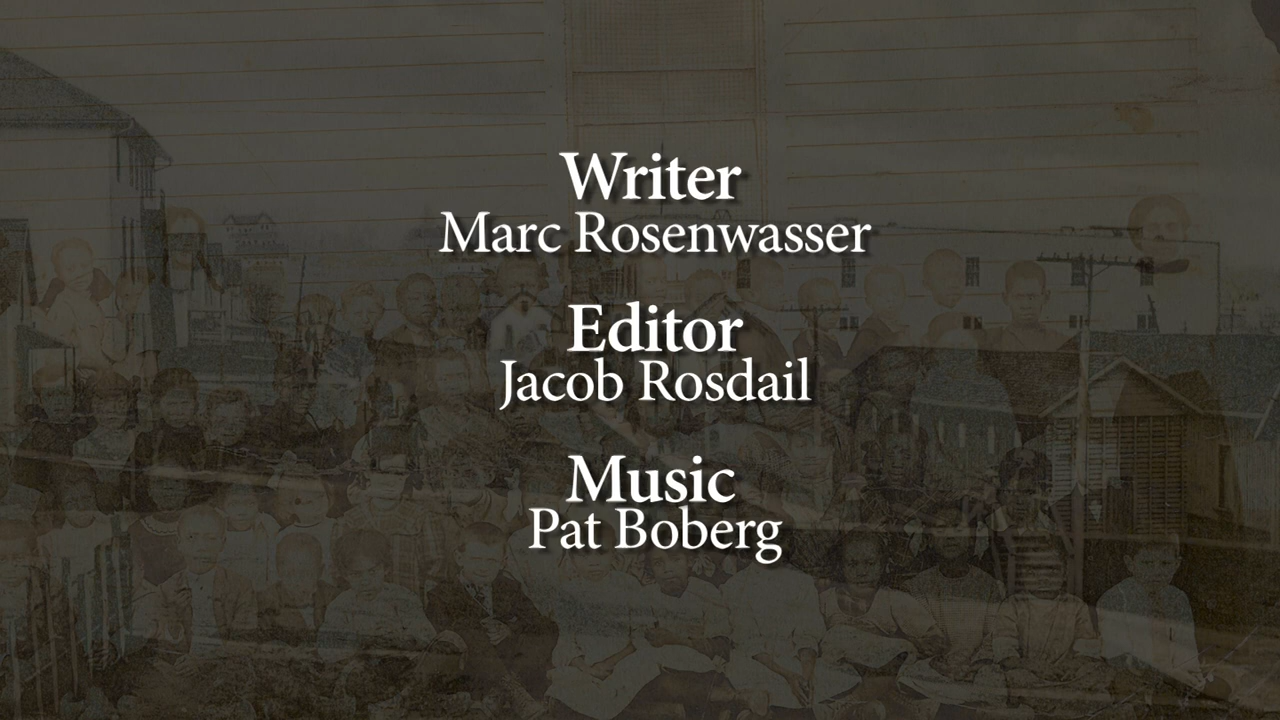 Writer
Marc Rosenwasser
Editor
Jacob Rosdail
Music
Pat Boberg